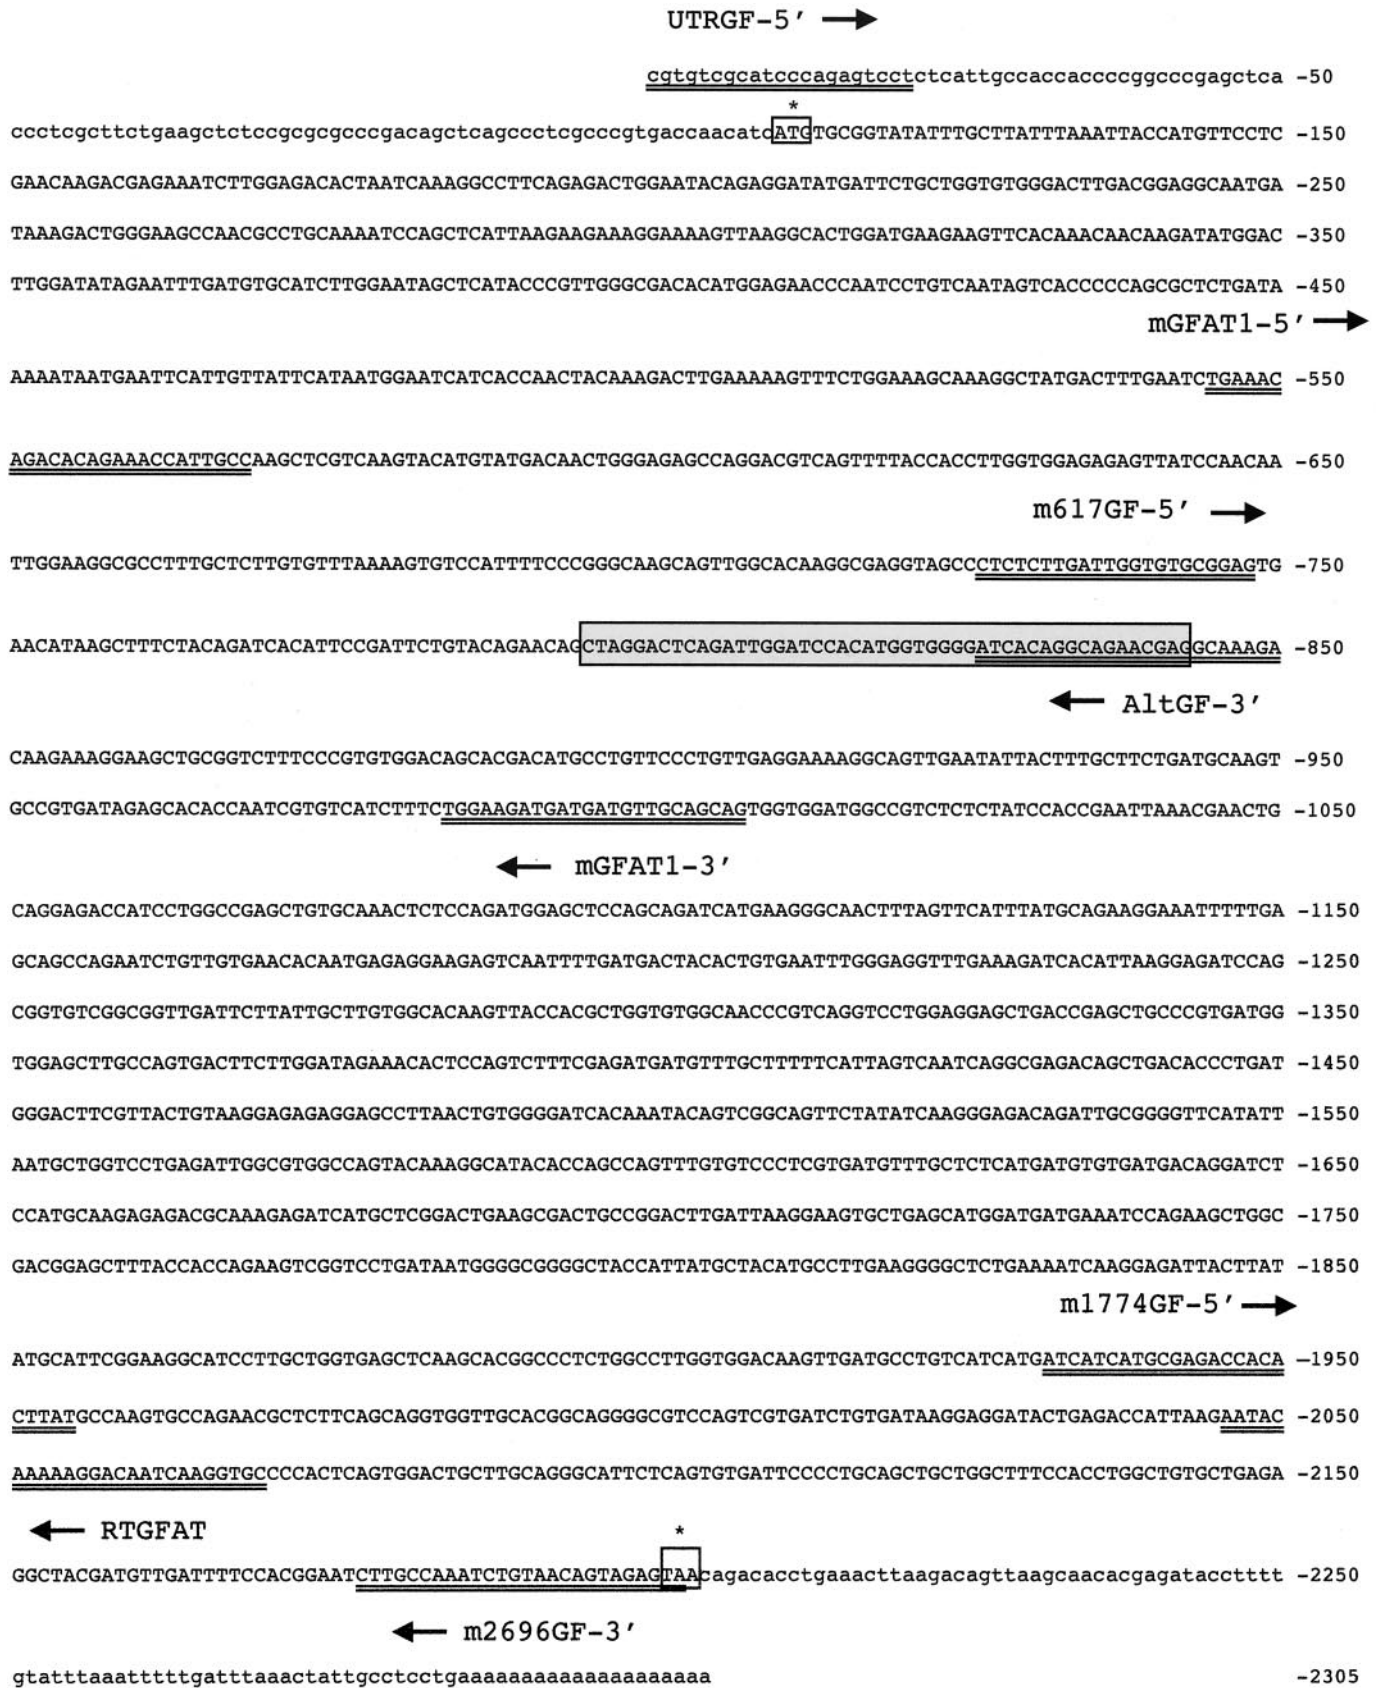 UTRGF-5′
cgtgtcgcatcccagagtcctctcattgccaccaccccggcccgagctca -50
*
ccctcgcttctgaagctctccgcgcgcccgacagctcagccctcgcccgtgaccaacatcATGTGCGGTATATTTGCTTATTTAAATTACCATGTTCCTC -150
GAACAAGACGAGAAATCTTGGAGACACTAATCAAAGGCCTTCAGAGACTGGAATACAGAGGATATGATTCTGCTGGTGTGGGACTTGACGGAGGCAATGA -250
TAAAGACTGGGAAGCCAACGCCTGCAAAATCCAGCTCATTAAGAAGAAAGGAAAAGTTAAGGCACTGGATGAAGAAGTTCACAAACAACAAGATATGGAC -350
TTGGATATAGAATTTGATGTGCATCTTGGAATAGCTCATACCCGTTGGGCGACACATGGAGAACCCAATCCTGTCAATAGTCACCCCCAGCGCTCTGATA -450
mGFAT1-5′
AAAATAATGAATTCATTGTTATTCATAATGGAATCATCACCAACTACAAAGACTTGAAAAAGTTTCTGGAAAGCAAAGGCTATGACTTTGAATCTGAAAC -550
AGACACAGAAACCATTGCCAAGCTCGTCAAGTACATGTATGACAACTGGGAGAGCCAGGACGTCAGTTTTACCACCTTGGTGGAGAGAGTTATCCAACAA -650
m617GF-5′
TTGGAAGGCGCCTTTGCTCTTGTGTTTAAAAGTGTCCATTTTCCCGGGCAAGCAGTTGGCACAAGGCGAGGTAGCCCTCTCTTGATTGGTGTGCGGAGTG -750
AACATAAGCTTTCTACAGATCACATTCCGATTCTGTACAGAACAGCTAGGACTCAGATTGGATCCACATGGTGGGGATCACAGGCAGAACGAGGCAAAGA -850
AltGF-3′
CAAGAAAGGAAGCTGCGGTCTTTCCCGTGTGGACAGCACGACATGCCTGTTCCCTGTTGAGGAAAAGGCAGTTGAATATTACTTTGCTTCTGATGCAAGT -950
GCCGTGATAGAGCACACCAATCGTGTCATCTTTCTGGAAGATGATGATGTTGCAGCAGTGGTGGATGGCCGTCTCTCTATCCACCGAATTAAACGAACTG -1050
mGFAT1-3′
CAGGAGACCATCCTGGCCGAGCTGTGCAAACTCTCCAGATGGAGCTCCAGCAGATCATGAAGGGCAACTTTAGTTCATTTATGCAGAAGGAAATTTTTGA -1150
GCAGCCAGAATCTGTTGTGAACACAATGAGAGGAAGAGTCAATTTTGATGACTACACTGTGAATTTGGGAGGTTTGAAAGATCACATTAAGGAGATCCAG -1250
CGGTGTCGGCGGTTGATTCTTATTGCTTGTGGCACAAGTTACCACGCTGGTGTGGCAACCCGTCAGGTCCTGGAGGAGCTGACCGAGCTGCCCGTGATGG -1350
TGGAGCTTGCCAGTGACTTCTTGGATAGAAACACTCCAGTCTTTCGAGATGATGTTTGCTTTTTCATTAGTCAATCAGGCGAGACAGCTGACACCCTGAT -1450
GGGACTTCGTTACTGTAAGGAGAGAGGAGCCTTAACTGTGGGGATCACAAATACAGTCGGCAGTTCTATATCAAGGGAGACAGATTGCGGGGTTCATATT -1550
AATGCTGGTCCTGAGATTGGCGTGGCCAGTACAAAGGCATACACCAGCCAGTTTGTGTCCCTCGTGATGTTTGCTCTCATGATGTGTGATGACAGGATCT -1650
CCATGCAAGAGAGACGCAAAGAGATCATGCTCGGACTGAAGCGACTGCCGGACTTGATTAAGGAAGTGCTGAGCATGGATGATGAAATCCAGAAGCTGGC -1750
GACGGAGCTTTACCACCAGAAGTCGGTCCTGATAATGGGGCGGGGCTACCATTATGCTACATGCCTTGAAGGGGCTCTGAAAATCAAGGAGATTACTTAT -1850
m1774GF-5′
ATGCATTCGGAAGGCATCCTTGCTGGTGAGCTCAAGCACGGCCCTCTGGCCTTGGTGGACAAGTTGATGCCTGTCATCATGATCATCATGCGAGACCACA -1950
CTTATGCCAAGTGCCAGAACGCTCTTCAGCAGGTGGTTGCACGGCAGGGGCGTCCAGTCGTGATCTGTGATAAGGAGGATACTGAGACCATTAAGAATAC -2050
AAAAAGGACAATCAAGGTGCCCCACTCAGTGGACTGCTTGCAGGGCATTCTCAGTGTGATTCCCCTGCAGCTGCTGGCTTTCCACCTGGCTGTGCTGAGA -2150
RTGFAT
*
GGCTACGATGTTGATTTTCCACGGAATCTTGCCAAATCTGTAACAGTAGAGTAAcagacacctgaaacttaagacagttaagcaacacgagataccttttt -2250
m2696GF-3′
gtatttaaatttttgatttaaactattgcctcctgaaaaaaaaaaaaaaaaaaaa -2305